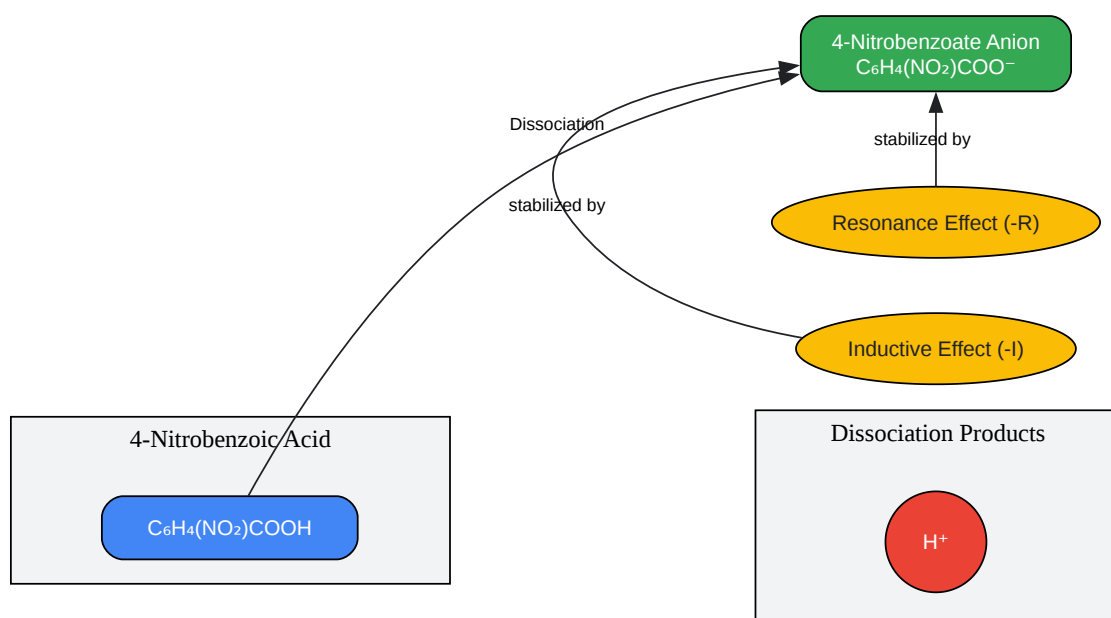 4-Nitrobenzoate Anion
C₆H₄(NO₂)COO⁻
Dissociation
stabilized by
stabilized by
Resonance Effect (-R)
Inductive Effect (-I)
4-Nitrobenzoic Acid
C₆H₄(NO₂)COOH
Dissociation Products
H⁺